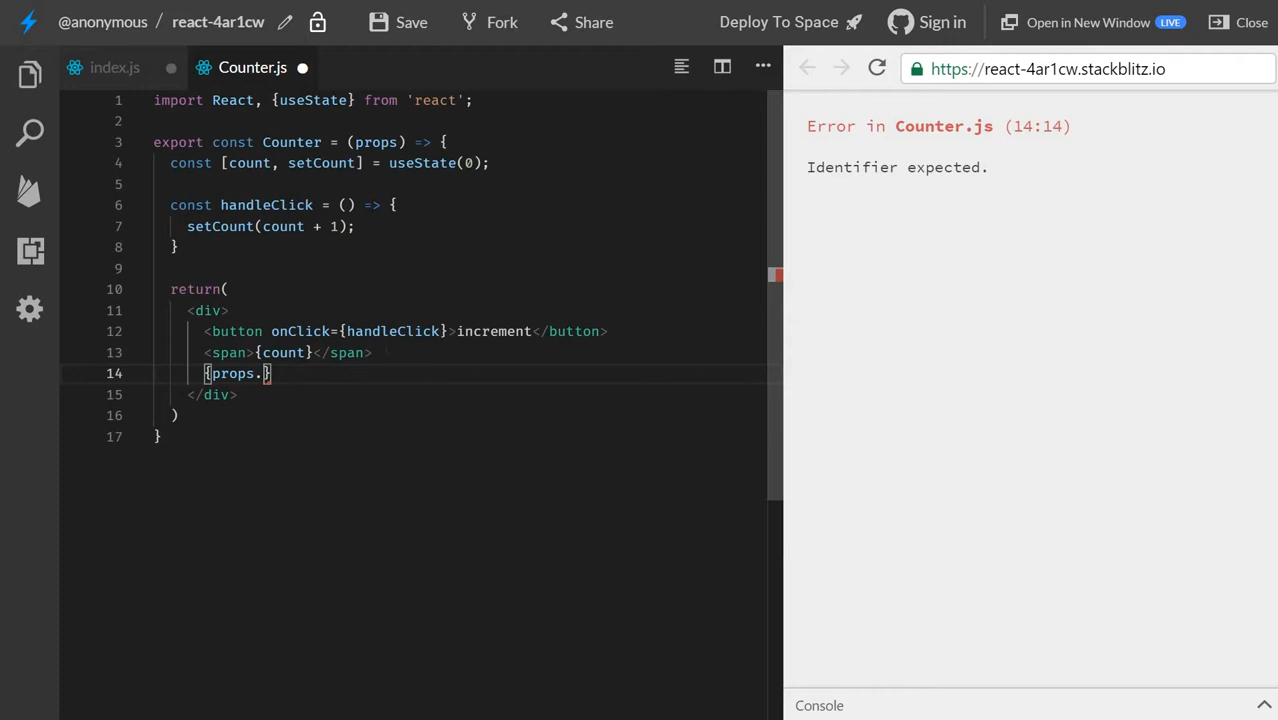 @anonymous / react-4ar1cw Save Fork Share Deploy To Space Sign in Open in New Window LIVE Close
index.js Counter.js
https://react-4ar1cw.stackblitz.io
1 import React, {useState} from 'react';
2
3 export const Counter = (props) => {
4 const [count, setCount] = useState(0);
5
6 const handleClick = () => {
7 setCount(count + 1);
8 }
9
10 return(
11 <div>
12 <button onClick={handleClick}>increment</button>
13 <span>{count}</span>
14 {props.}
15 </div>
16 )
17 }
Error in Counter.js (14:14)
Identifier expected.
Console